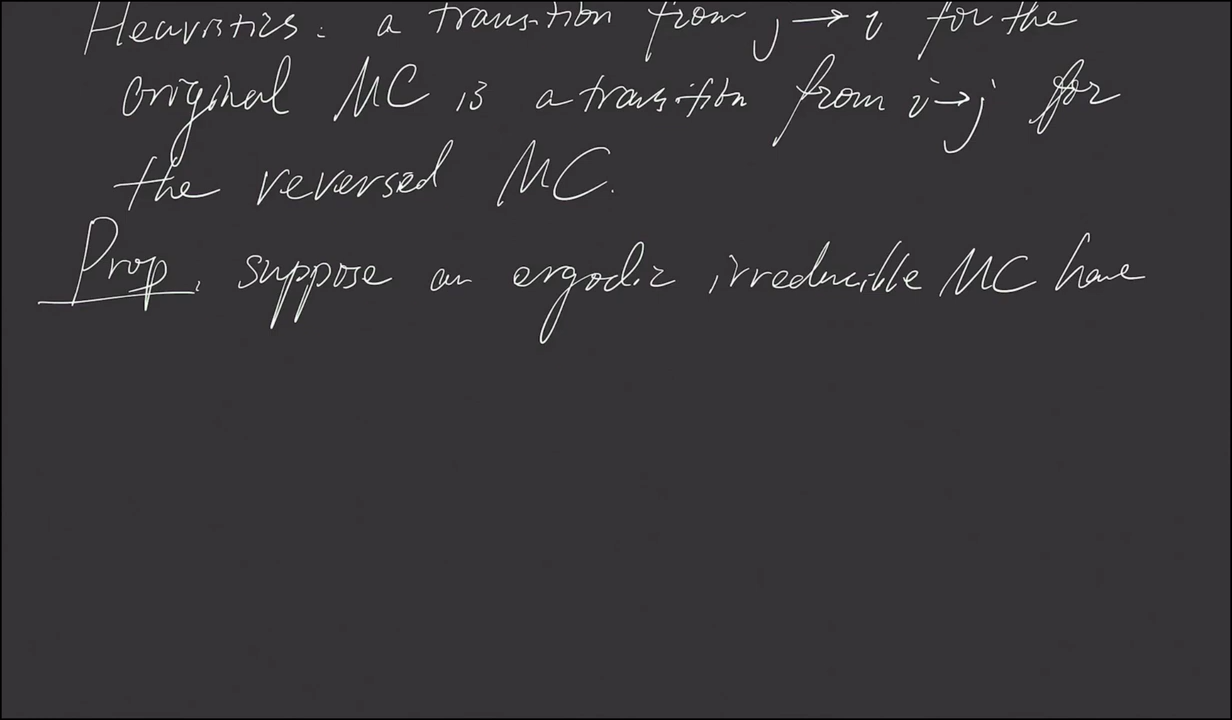 Heuristics: a transition from j → i for the
original MC is a transition from i→j for
the reversed MC.
Prop. suppose an ergodic irreducible MC have